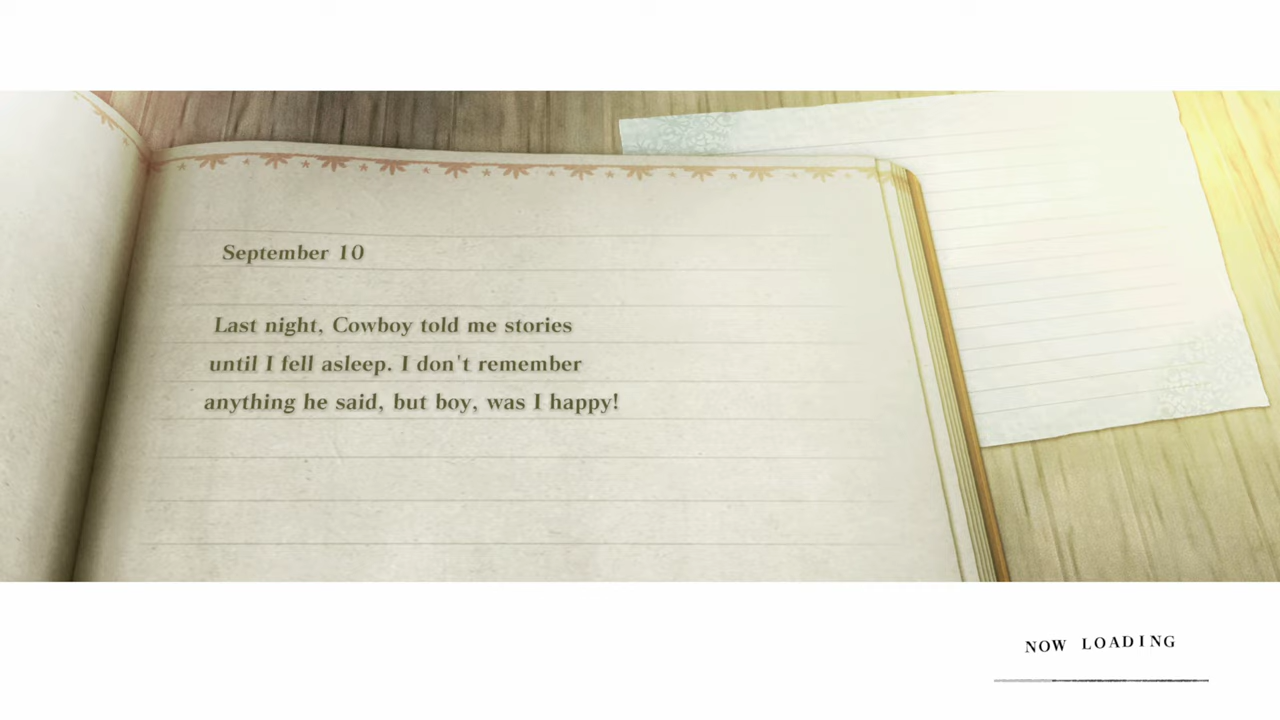 September 10
Last night, Cowboy told me stories
until I fell asleep. I don't remember
anything he said, but boy, was I happy!
NOW LOADING